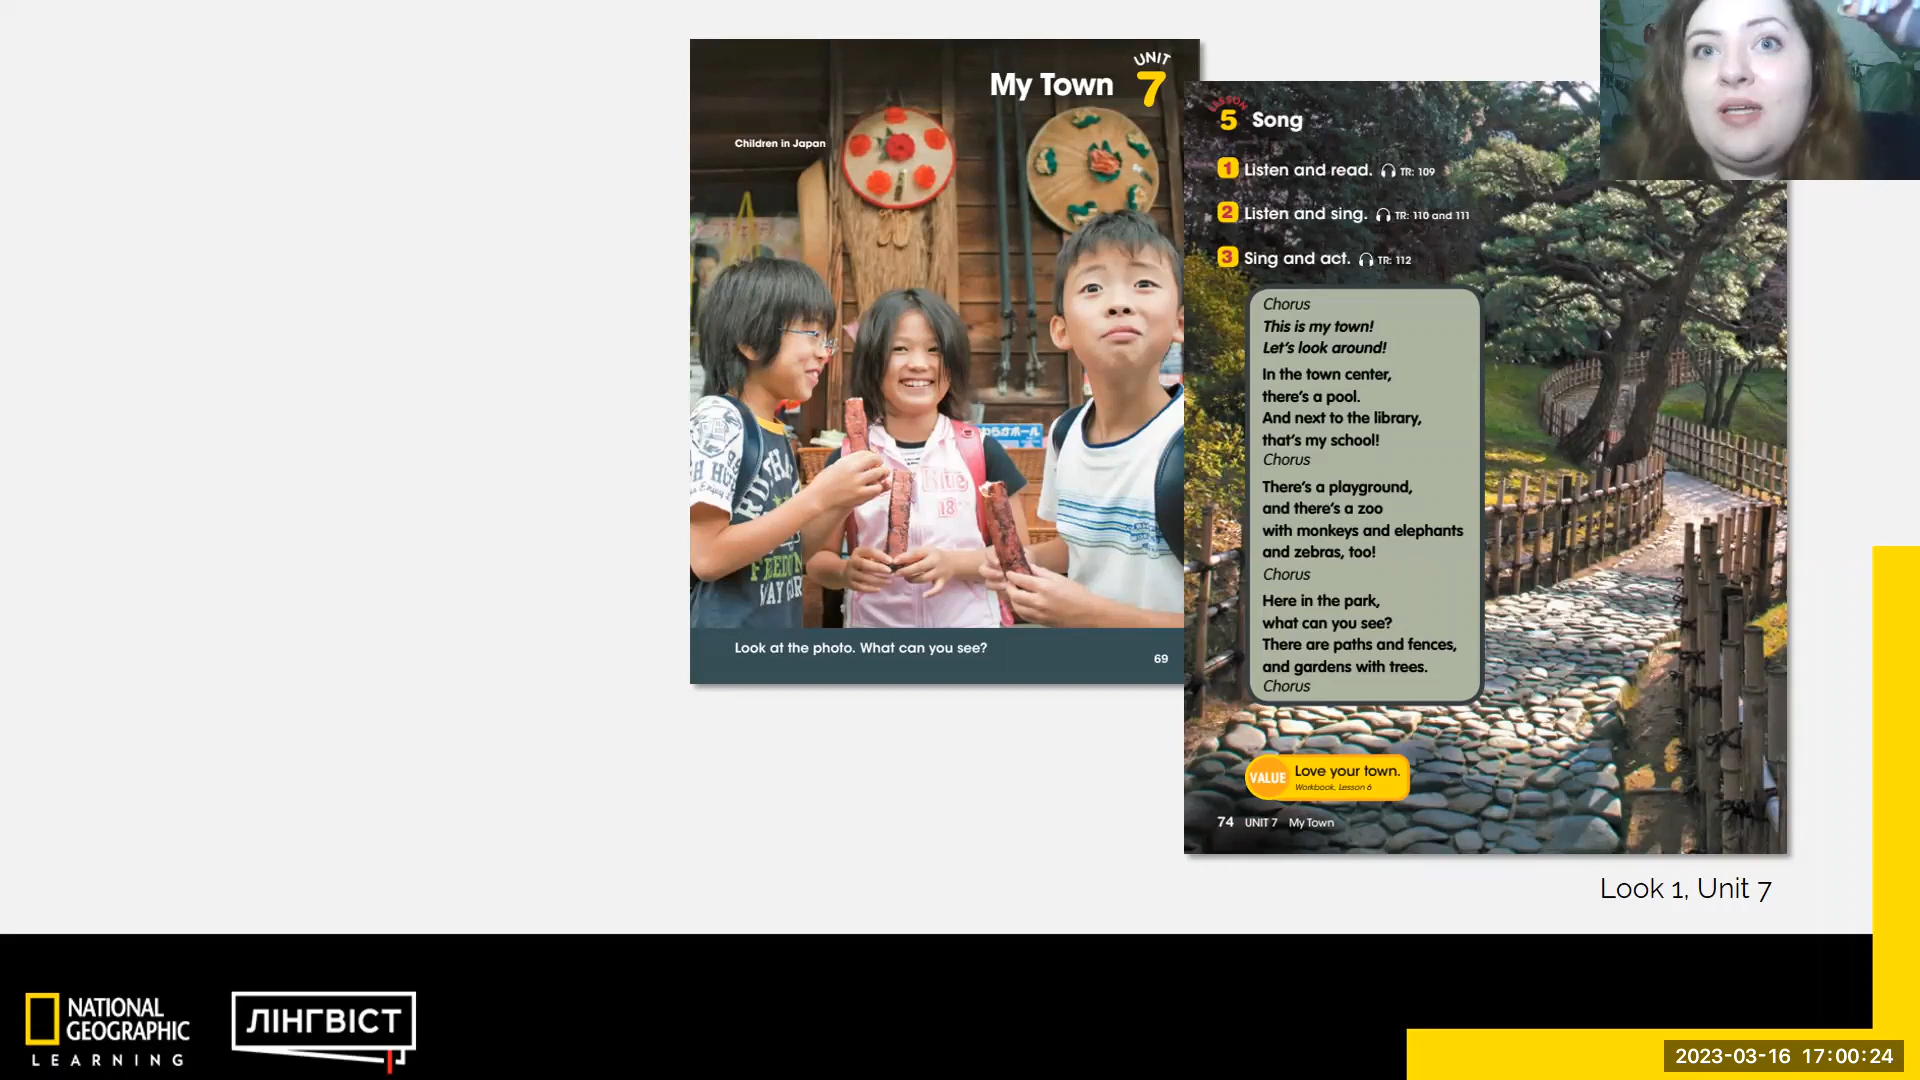 My Town
UNIT
7
Children in Japan
Look at the photo. What can you see?
69
LESSON
5 Song
1 Listen and read. TR: 109
2 Listen and sing. TR: 110 and 111
3 Sing and act. TR: 112
Chorus
This is my town!
Let's look around!
In the town center,
there's a pool.
And next to the library,
that's my school!
Chorus
There's a playground,
and there's a zoo
with monkeys and elephants
and zebras, too!
Chorus
Here in the park,
what can you see?
There are paths and fences,
and gardens with trees.
Chorus
VALUE
Love your town.
Workbook, Lesson 6
74 UNIT 7 My Town
Look 1, Unit 7
NATIONAL
GEOGRAPHIC
LEARNING
ЛІНГВІСТ
2023-03-16 17:00:24